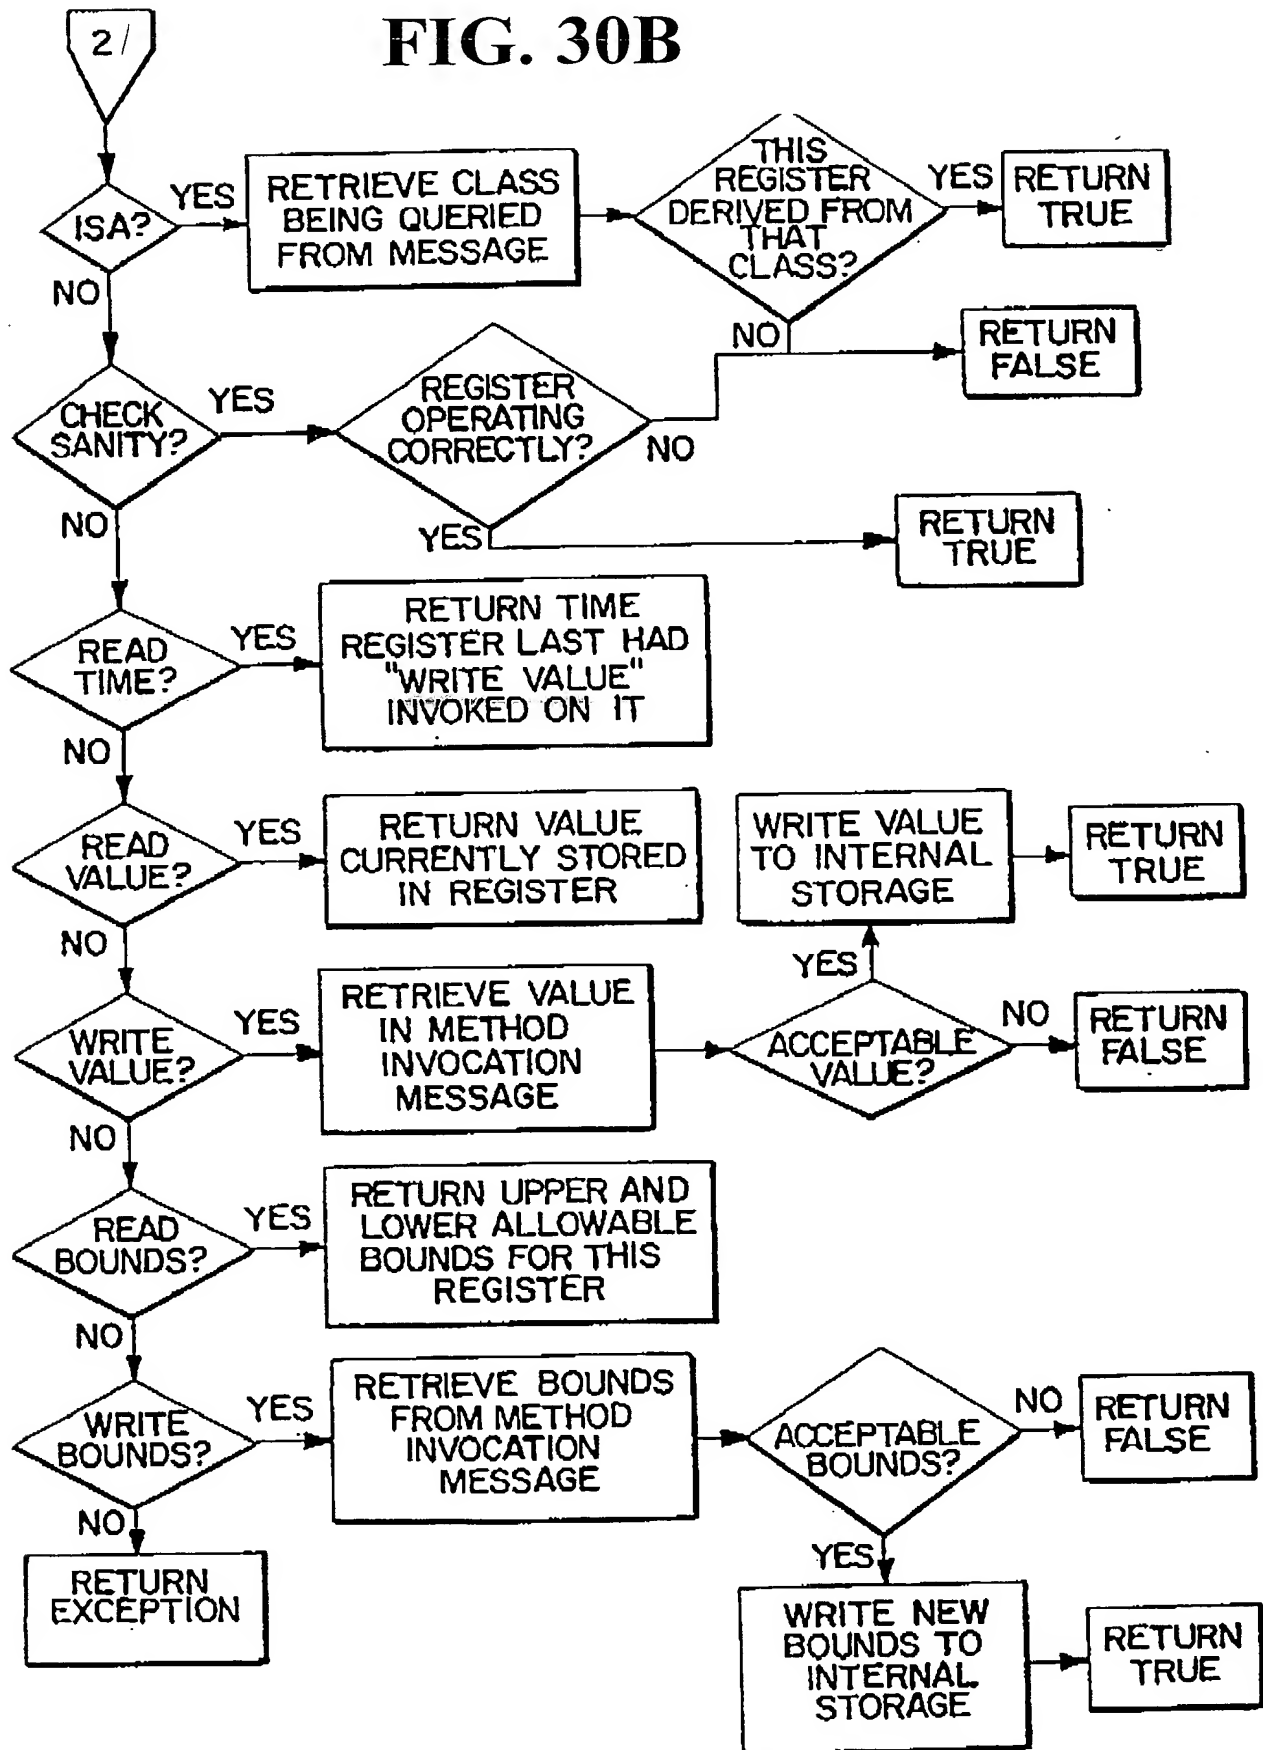 FIG. 30B
2/
ISA?
YES
RETRIEVE CLASS
BEING QUERIED
FROM MESSAGE
THIS
REGISTER
DERIVED FROM
THAT
CLASS?
YES
RETURN
TRUE
NO
NO
RETURN
FALSE
CHECK
SANITY?
YES
REGISTER
OPERATING
CORRECTLY?
NO
NO
YES
RETURN
TRUE
READ
TIME?
YES
RETURN TIME
REGISTER LAST HAD
"WRITE VALUE"
INVOKED ON IT
NO
READ
VALUE?
YES
RETURN VALUE
CURRENTLY STORED
IN REGISTER
WRITE VALUE
TO INTERNAL
STORAGE
RETURN
TRUE
NO
YES
WRITE
VALUE?
YES
RETRIEVE VALUE
IN METHOD
INVOCATION
MESSAGE
ACCEPTABLE
VALUE?
NO
RETURN
FALSE
NO
READ
BOUNDS?
YES
RETURN UPPER AND
LOWER ALLOWABLE
BOUNDS FOR THIS
REGISTER
NO
WRITE
BOUNDS?
YES
RETRIEVE BOUNDS
FROM METHOD
INVOCATION
MESSAGE
ACCEPTABLE
BOUNDS?
NO
RETURN
FALSE
NO
YES
RETURN
EXCEPTION
WRITE NEW
BOUNDS TO
INTERNAL
STORAGE
RETURN
TRUE